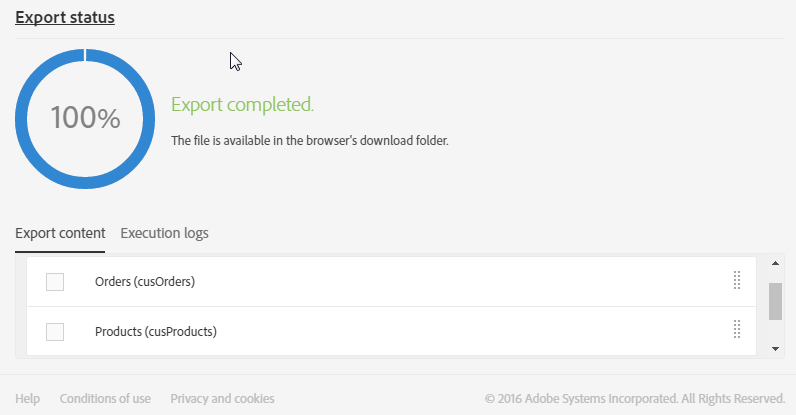 Export status
100%
Export completed.
The file is available in the browser's download folder.
Export content Execution logs
Orders (cusOrders)
Products (cusProducts)
Help Conditions of use Privacy and cookies © 2016 Adobe Systems Incorporated. All Rights Reserved.